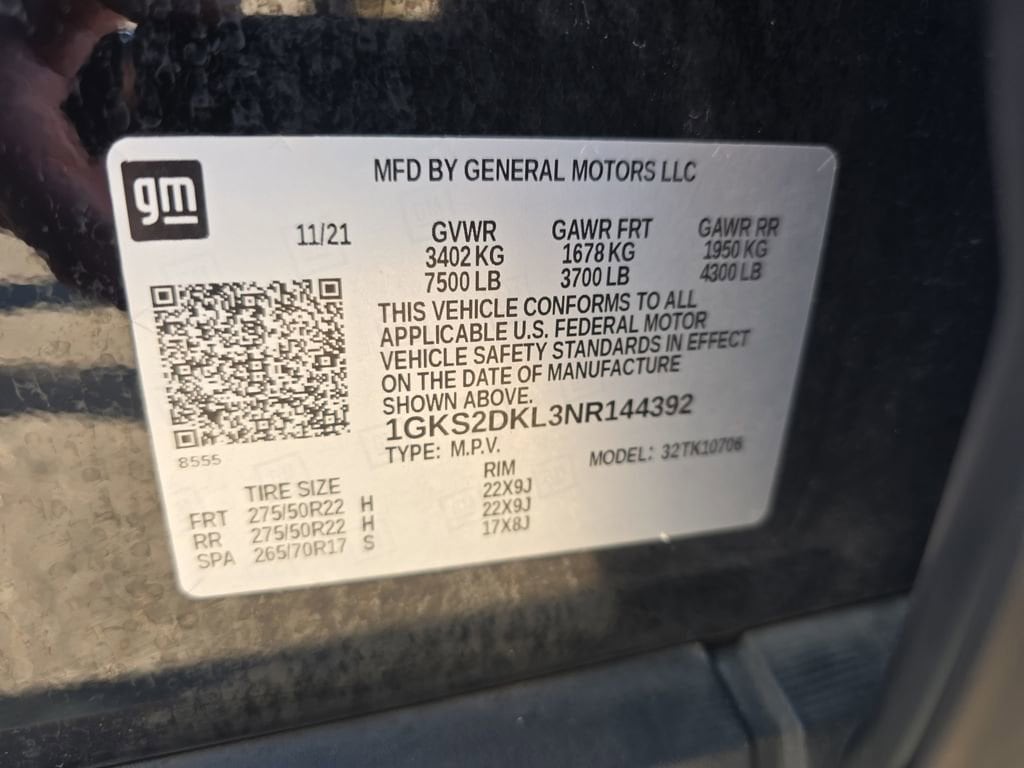 gm
MFD BY GENERAL MOTORS LLC
11/21 GVWR GAWR FRT GAWR RR
3402 KG 1678 KG 1950 KG
7500 LB 3700 LB 4300 LB
THIS VEHICLE CONFORMS TO ALL
APPLICABLE U.S. FEDERAL MOTOR
VEHICLE SAFETY STANDARDS IN EFFECT
ON THE DATE OF MANUFACTURE
SHOWN ABOVE.
1GKS2DKL3NR144392
TYPE: M.P.V. MODEL: 32TK10706
8555
TIRE SIZE RIM
FRT 275/50R22 H 22X9J
RR 275/50R22 H 22X9J
SPA 265/70R17 S 17X8J